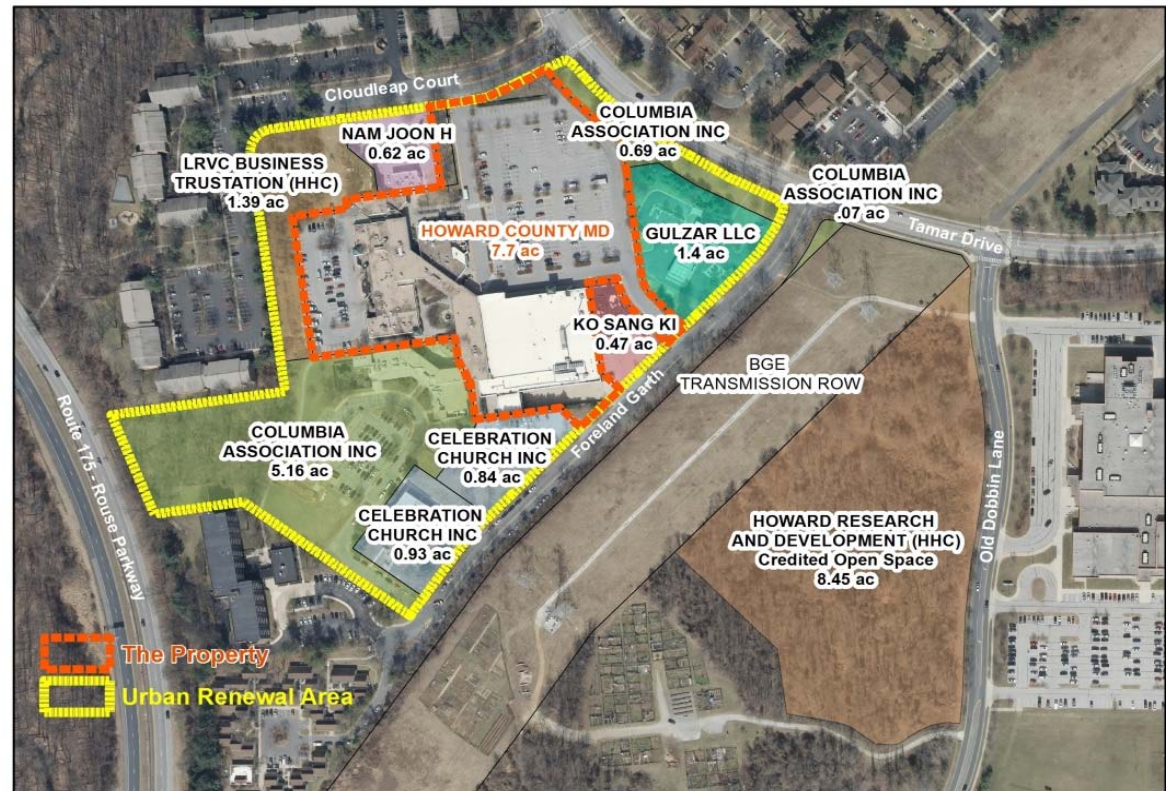 Cloudleap Court
NAM JOON H
0.62 ac
COLUMBIA
ASSOCIATION INC
0.69 ac
LRVC BUSINESS
TRUSTATION (HHC)
1.39 ac
COLUMBIA
ASSOCIATION INC
.07 ac
HOWARD COUNTY MD
7.7 ac
GULZAR LLC
1.4 ac
Tamar Drive
KO SANG KI
0.47 ac
BGE
TRANSMISSION ROW
Foreland Garth
Route 175 - Rouse Parkway
COLUMBIA
ASSOCIATION INC
5.16 ac
CELEBRATION
CHURCH INC
0.84 ac
CELEBRATION
CHURCH INC
0.93 ac
HOWARD RESEARCH
AND DEVELOPMENT (HHC)
Credited Open Space
8.45 ac
Old Dobbin Lane
The Property
Urban Renewal Area